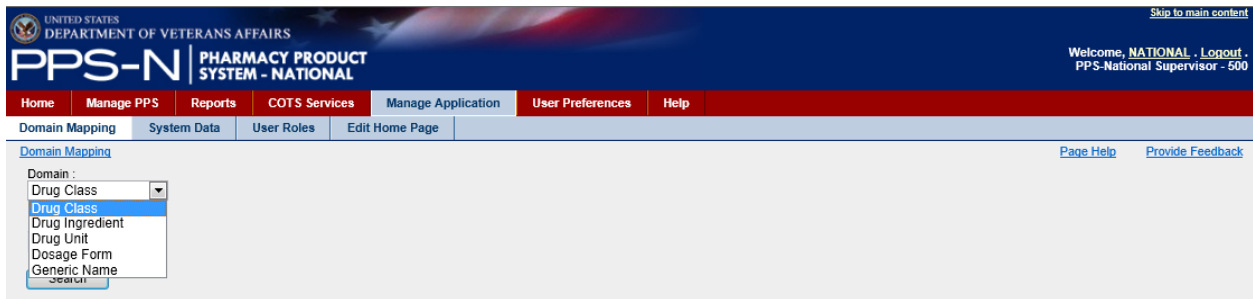 Skip to main content
UNITED STATES
DEPARTMENT OF VETERANS AFFAIRS
PPS-N PHARMACY PRODUCT
SYSTEM - NATIONAL
Welcome, NATIONAL . Logout .
PPS-National Supervisor - 500
Home Manage PPS Reports COTS Services Manage Application User Preferences Help
Domain Mapping System Data User Roles Edit Home Page
Domain Mapping Page Help Provide Feedback
Domain :
Drug Class
Drug Class
Drug Ingredient
Drug Unit
Dosage Form
Generic Name
Search